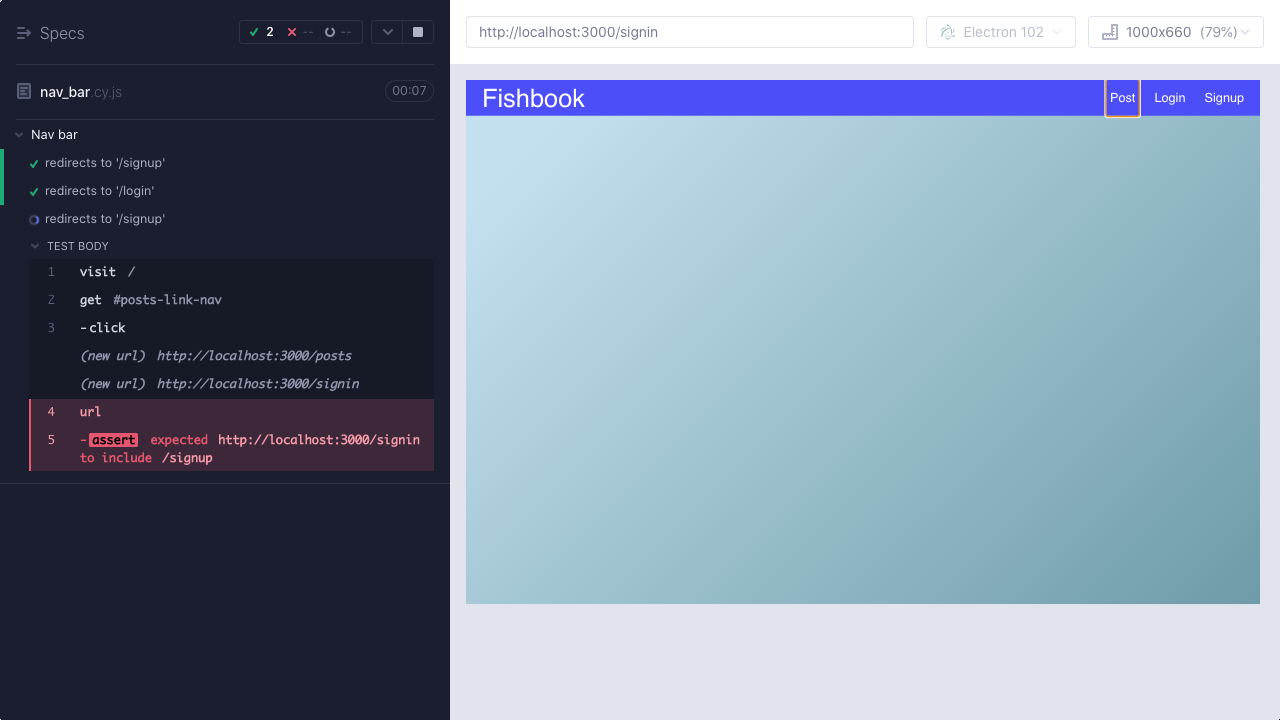 Specs
2 -- --
nav_bar.cy.js
00:07
Nav bar
redirects to '/signup'
redirects to '/login'
redirects to '/signup'
TEST BODY
1 visit /
2 get #posts-link-nav
3 -click
(new url) http://localhost:3000/posts
(new url) http://localhost:3000/signin
4 url
5 -assert expected http://localhost:3000/signin
to include /signup
http://localhost:3000/signin
Electron 102
1000x660 (79%)
Fishbook
Post Login Signup